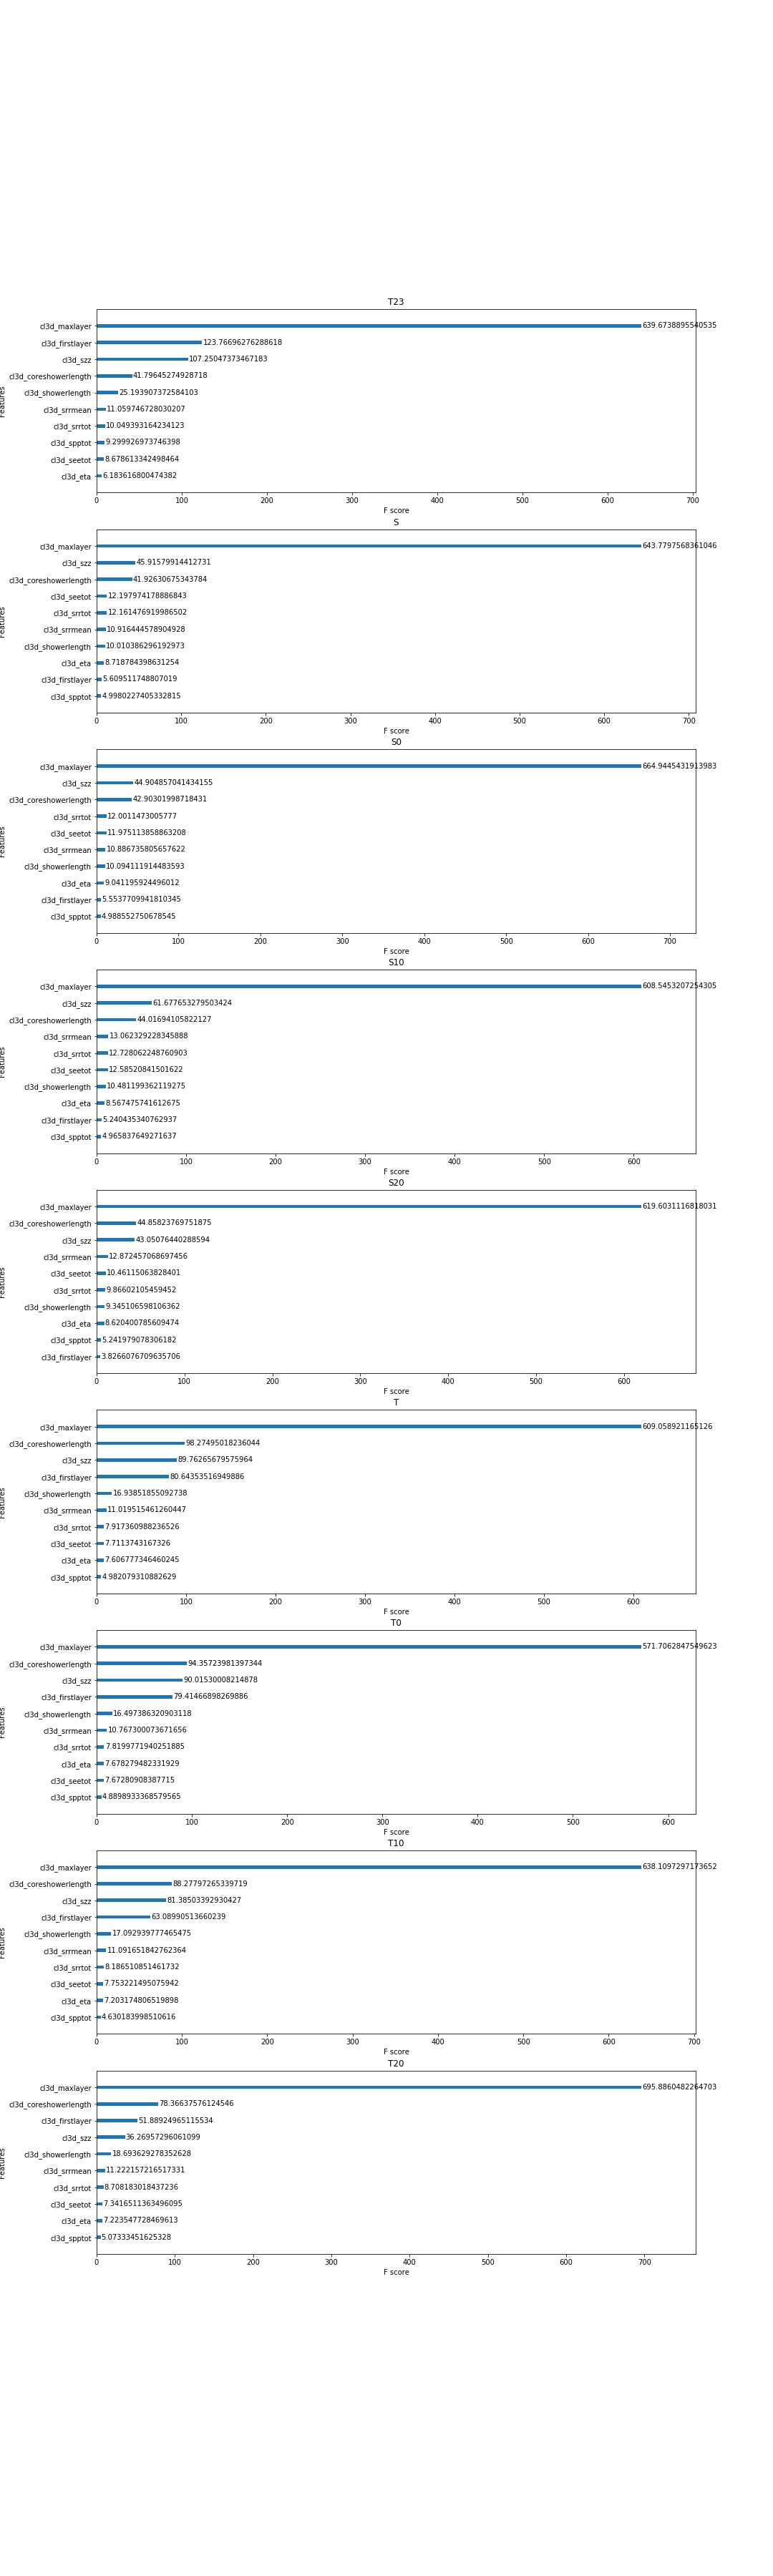 T23
cl3d_maxlayer 639.6738895540535
cl3d_firstlayer 123.76696276288618
cl3d_szz 107.25047373467183
cl3d_coreshowerlength 41.79645274928718
Features
cl3d_showerlength 25.193907372584103
cl3d_srrmean 11.059746728030207
cl3d_srrtot 10.049393164234123
cl3d_spptot 9.299926973746398
cl3d_seetot 8.678613342498464
cl3d_eta 6.183616800474382
0 100 200 300 400 500 600 700
F score
S
cl3d_maxlayer 643.7797568361046
cl3d_szz 45.91579914412731
cl3d_coreshowerlength 41.92630675343784
cl3d_seetot 12.197974178886843
Features
cl3d_srrtot 12.161476919986502
cl3d_srrmean 10.916444578904928
cl3d_showerlength 10.010386296192973
cl3d_eta 8.718784398631254
cl3d_firstlayer 5.609511748807019
cl3d_spptot 4.9980227405332815
0 100 200 300 400 500 600 700
F score
S0
cl3d_maxlayer 664.9445431913983
cl3d_szz 44.904857041434155
cl3d_coreshowerlength 42.90301998718431
cl3d_srrtot 12.0011473005777
Features
cl3d_seetot 11.975113858863208
cl3d_srrmean 10.886735805657622
cl3d_showerlength 10.094111914483593
cl3d_eta 9.041195924496012
cl3d_firstlayer 5.5537709941810345
cl3d_spptot 4.988552750678545
0 100 200 300 400 500 600 700
F score
S10
cl3d_maxlayer 608.5453207254305
cl3d_szz 61.677653279503424
cl3d_coreshowerlength 44.01694105822127
cl3d_srrmean 13.062329228345888
Features
cl3d_srrtot 12.728062248760903
cl3d_seetot 12.58520841501622
cl3d_showerlength 10.481199362119275
cl3d_eta 8.567475741612675
cl3d_firstlayer 5.240435340762937
cl3d_spptot 4.965837649271637
0 100 200 300 400 500 600
F score
S20
cl3d_maxlayer 619.6031116818031
cl3d_coreshowerlength 44.85823769751875
cl3d_szz 43.05076440288594
cl3d_srrmean 12.872457068697456
Features
cl3d_seetot 10.46115063828401
cl3d_srrtot 9.86602105459452
cl3d_showerlength 9.345106598106362
cl3d_eta 8.620400785609474
cl3d_spptot 5.241979078306182
cl3d_firstlayer 3.8266076709635706
0 100 200 300 400 500 600
F score
T
cl3d_maxlayer 609.058921165126
cl3d_coreshowerlength 98.27495018236044
cl3d_szz 89.76265679575964
cl3d_firstlayer 80.64353516949886
Features
cl3d_showerlength 16.93851855092738
cl3d_srrmean 11.019515461260447
cl3d_srrtot 7.917360988236526
cl3d_seetot 7.7113743167326
cl3d_eta 7.606777346460245
cl3d_spptot 4.982079310882629
0 100 200 300 400 500 600
F score
T0
cl3d_maxlayer 571.7062847549623
cl3d_coreshowerlength 94.35723981397344
cl3d_szz 90.01530008214878
cl3d_firstlayer 79.41466898269886
Features
cl3d_showerlength 16.497386320903118
cl3d_srrmean 10.767300073671656
cl3d_srrtot 7.8199771940251885
cl3d_eta 7.678279482331929
cl3d_seetot 7.67280908387715
cl3d_spptot 4.8898933368579565
0 100 200 300 400 500 600
F score
T10
cl3d_maxlayer 638.1097297173652
cl3d_coreshowerlength 88.27797265339719
cl3d_szz 81.38503392930427
cl3d_firstlayer 63.08990513660239
Features
cl3d_showerlength 17.092939777465475
cl3d_srrmean 11.091651842762364
cl3d_srrtot 8.186510851461732
cl3d_seetot 7.753221495075942
cl3d_eta 7.203174806519898
cl3d_spptot 4.630183998510616
0 100 200 300 400 500 600 700
F score
T20
cl3d_maxlayer 695.8860482264703
cl3d_coreshowerlength 78.36637576124546
cl3d_firstlayer 51.88924965115534
cl3d_szz 36.26957296061099
Features
cl3d_showerlength 18.693629278352628
cl3d_srrmean 11.222157216517331
cl3d_srrtot 8.708183018437236
cl3d_seetot 7.3416511363496095
cl3d_eta 7.223547728469613
cl3d_spptot 5.07333451625328
0 100 200 300 400 500 600 700
F score